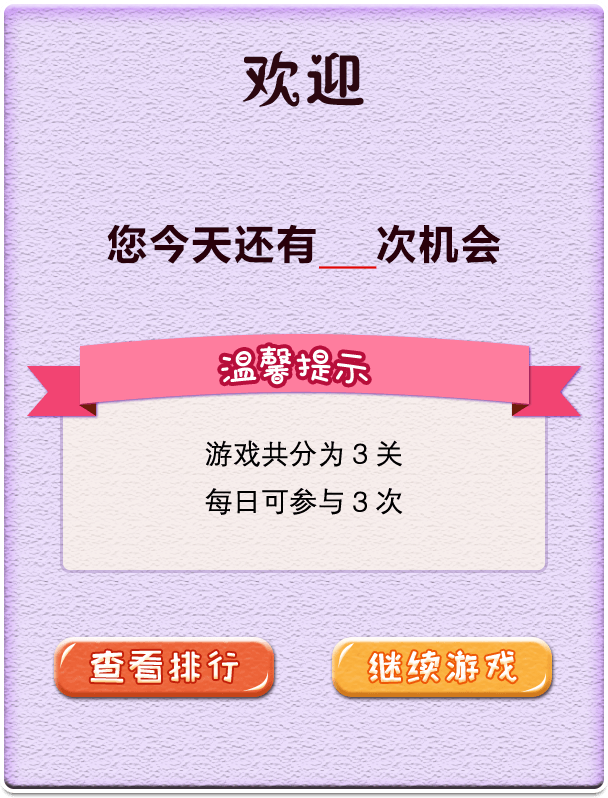 欢迎
您今天还有___次机会
温馨提示
游戏共分为 3 关
每日可参与 3 次
查看排行
继续游戏